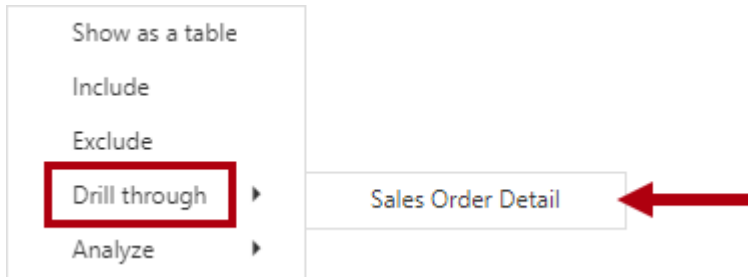 Show as a table
Include
Exclude
Drill through
Sales Order Detail
Analyze